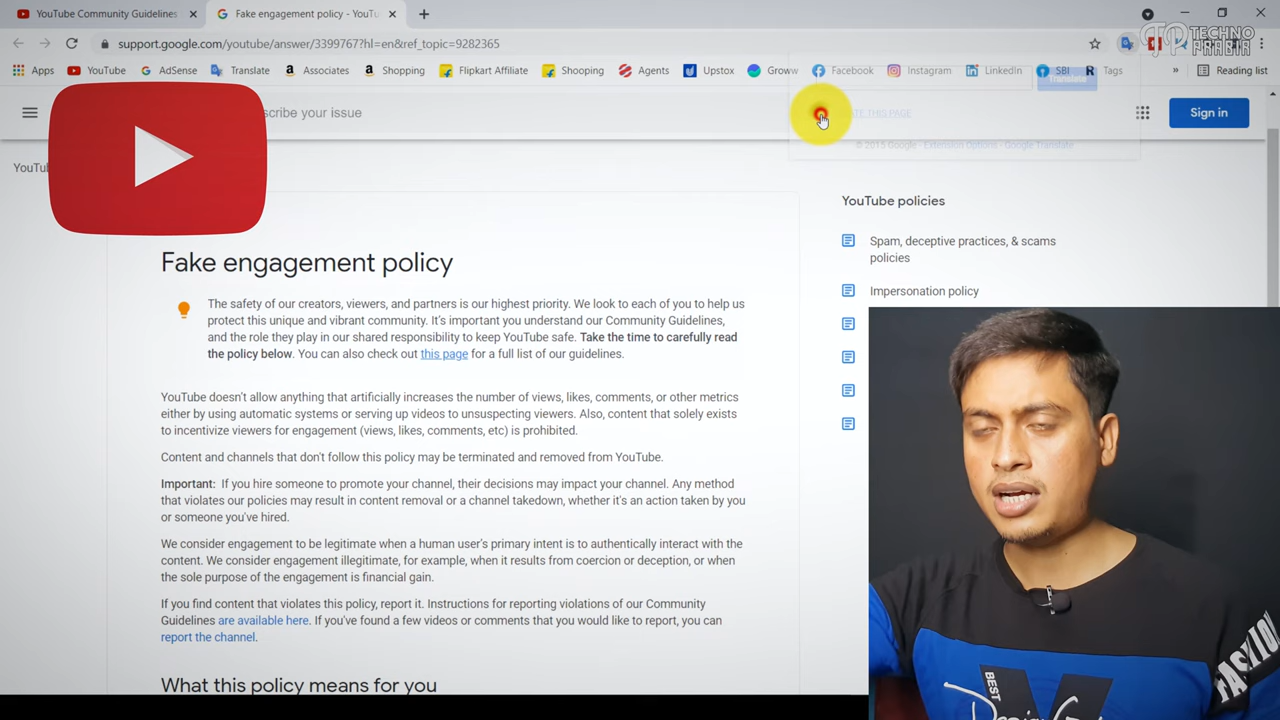 YouTube Community Guidelines
Fake engagement policy - YouTu
TECHNO
PRABIR
support.google.com/youtube/answer/3399767?hl=en&ref_topic=9282365
Apps YouTube AdSense Translate Associates Shopping Flipkart Affiliate Shooping Agents Upstox Groww Facebook Instagram LinkedIn SBI Tags » Reading list
Translate
scribe your issue
ATE THIS PAGE
Sign in
© 2015 Google - Extension Options - Google Translate
YouTu
YouTube policies
Spam, deceptive practices, & scams
policies
Impersonation policy
Fake engagement policy
The safety of our creators, viewers, and partners is our highest priority. We look to each of you to help us
protect this unique and vibrant community. It's important you understand our Community Guidelines,
and the role they play in our shared responsibility to keep YouTube safe. Take the time to carefully read
the policy below. You can also check out this page for a full list of our guidelines.
YouTube doesn't allow anything that artificially increases the number of views, likes, comments, or other metrics
either by using automatic systems or serving up videos to unsuspecting viewers. Also, content that solely exists
to incentivize viewers for engagement (views, likes, comments, etc) is prohibited.
Content and channels that don't follow this policy may be terminated and removed from YouTube.
Important: If you hire someone to promote your channel, their decisions may impact your channel. Any method
that violates our policies may result in content removal or a channel takedown, whether it's an action taken by you
or someone you've hired.
We consider engagement to be legitimate when a human user's primary intent is to authentically interact with the
content. We consider engagement illegitimate, for example, when it results from coercion or deception, or when
the sole purpose of the engagement is financial gain.
If you find content that violates this policy, report it. Instructions for reporting violations of our Community
Guidelines are available here. If you've found a few videos or comments that you would like to report, you can
report the channel.
What this policy means for you
FASHION
BEST
Design